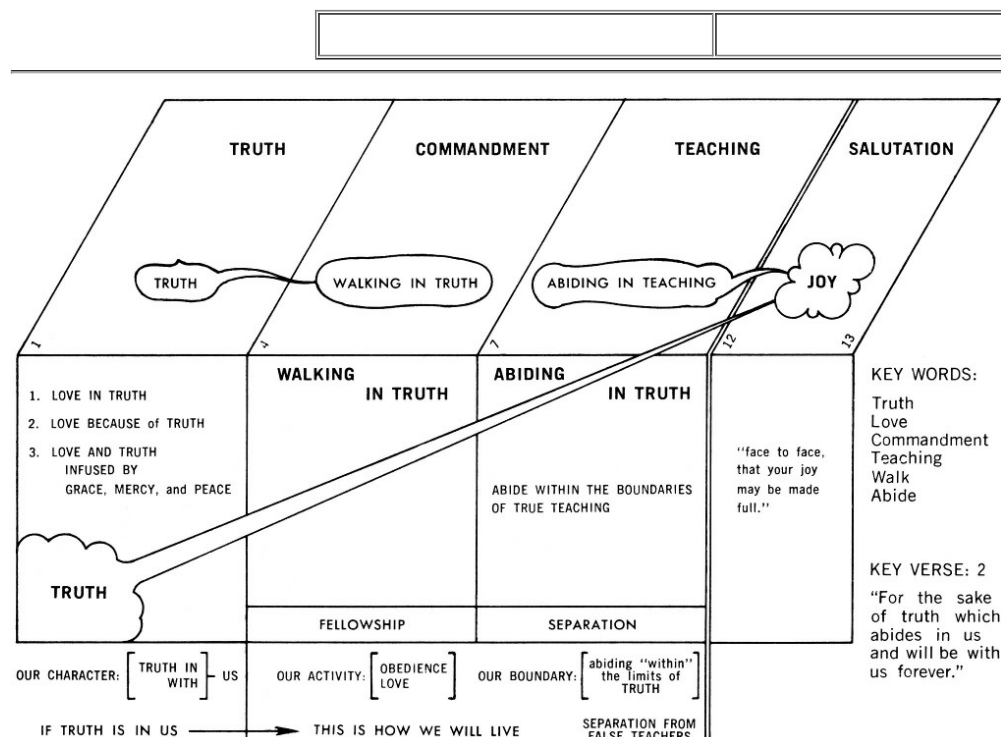 TRUTH
COMMANDMENT
TEACHING
SALUTATION
TRUTH
WALKING IN TRUTH
ABIDING IN TEACHING
JOY
1
4
7
12
13
1. LOVE IN TRUTH
2. LOVE BECAUSE of TRUTH
3. LOVE AND TRUTH
INFUSED BY
GRACE, MERCY, and PEACE
TRUTH
WALKING
IN TRUTH
FELLOWSHIP
ABIDING
IN TRUTH
ABIDE WITHIN THE BOUNDARIES
OF TRUE TEACHING
SEPARATION
"face to face,
that your joy
may be made
full."
KEY WORDS:
Truth
Love
Commandment
Teaching
Walk
Abide
KEY VERSE: 2
"For the sake
of truth which
abides in us
and will be with
us forever."
OUR CHARACTER: [TRUTH IN
WITH] US
OUR ACTIVITY: [OBEDIENCE
LOVE]
OUR BOUNDARY: [abiding "within"
the limits of
TRUTH]
IF TRUTH IS IN US
THIS IS HOW WE WILL LIVE
SEPARATION FROM
FALSE TEACHERS